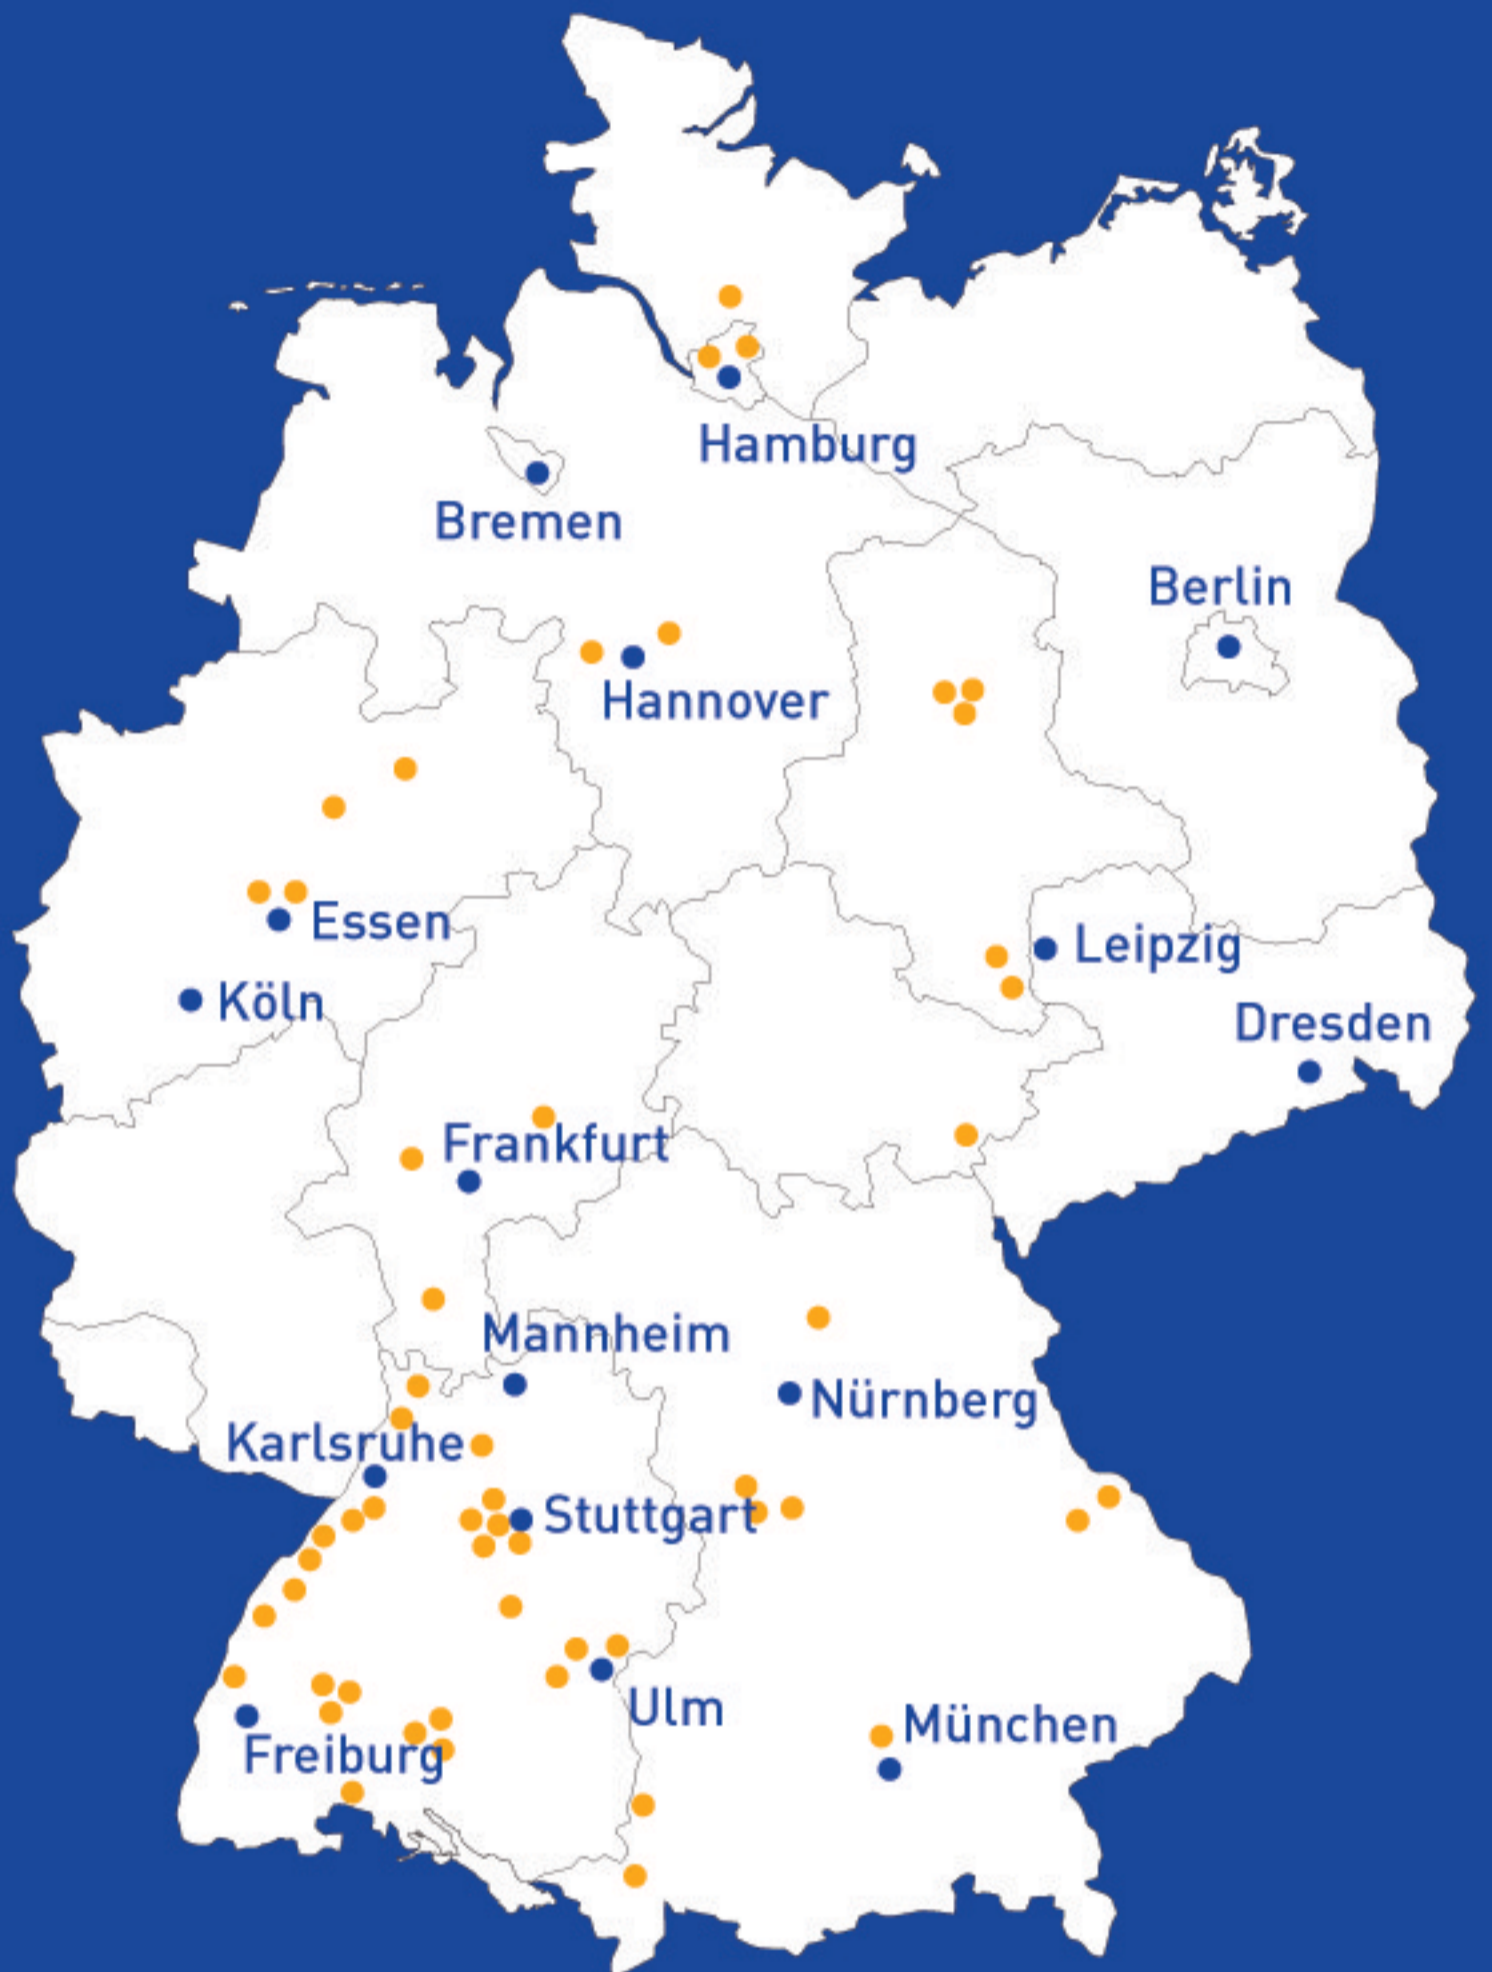 Hamburg
Bremen
Berlin
Hannover
Essen
Leipzig
Köln
Dresden
Frankfurt
Mannheim
Nürnberg
Karlsruhe
Stuttgart
Ulm
München
Freiburg